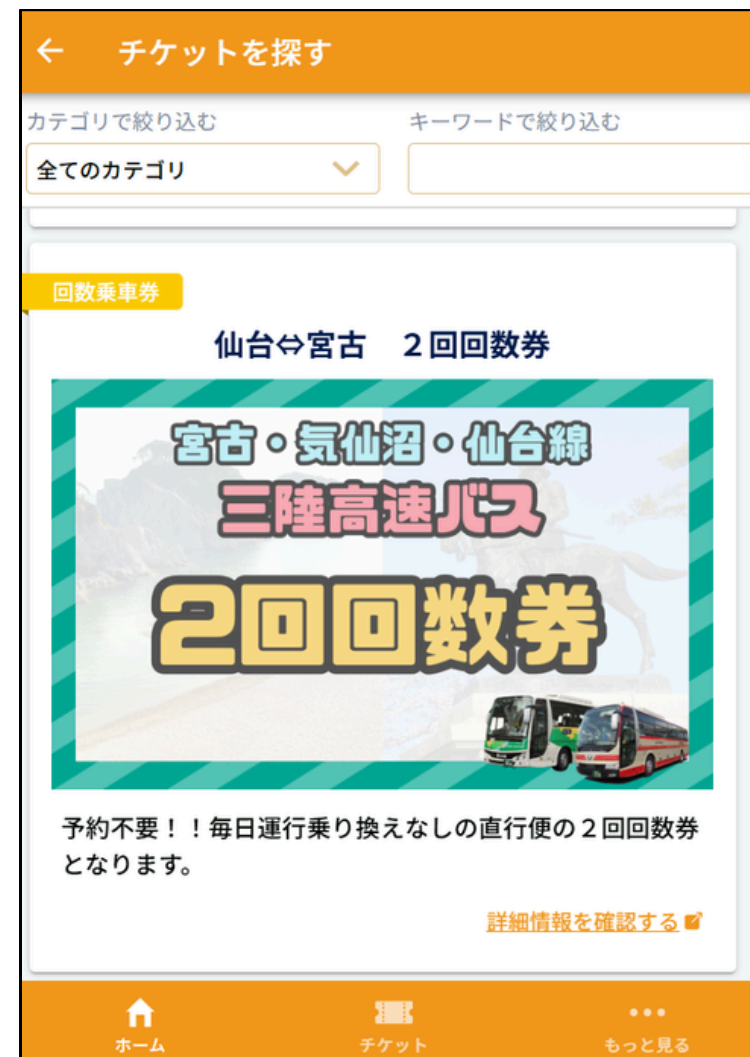 チケットを探す
カテゴリで絞り込む
キーワードで絞り込む
全てのカテゴリ
回数乗車券
仙台⇔宮古　２回回数券
宮古・気仙沼・仙台線
三陸高速バス
2回回数券
予約不要！！毎日運行乗り換えなしの直行便の２回回数券
となります。
詳細情報を確認する
ホーム
チケット
もっと見る